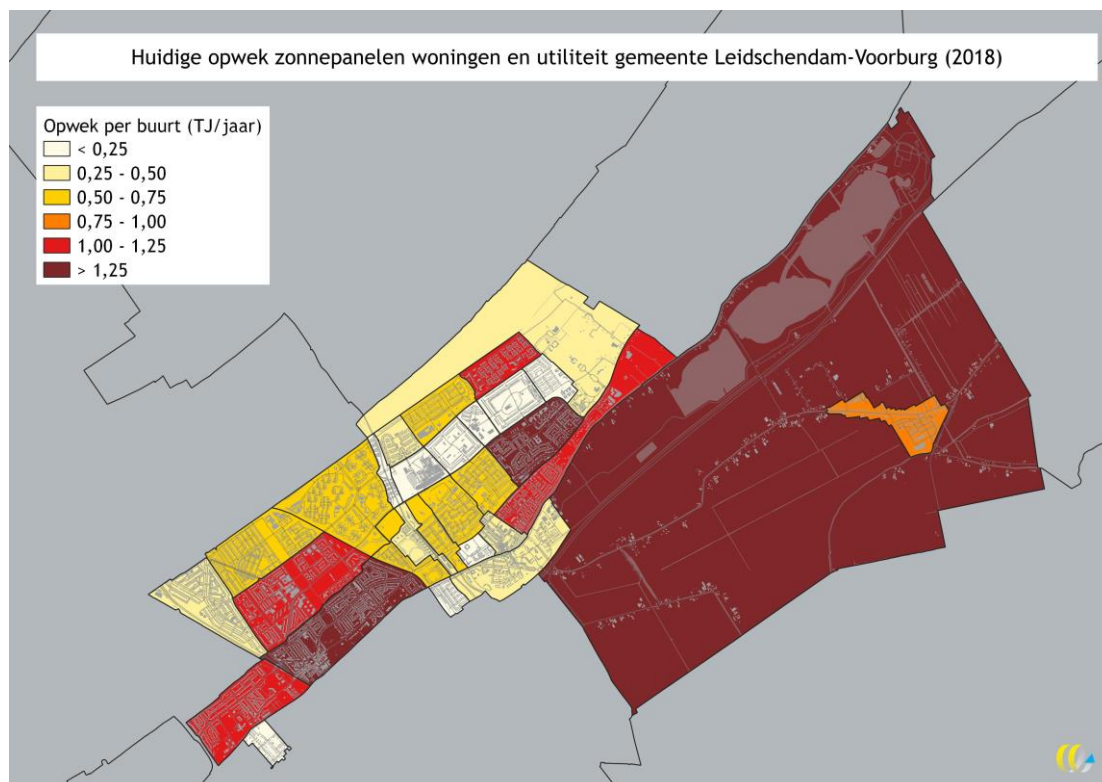 Huidige opwek zonnepanelen woningen en utiliteit gemeente Leidschendam-Voorburg (2018)
Opwek per buurt (TJ/jaar)
< 0,25
0,25 - 0,50
0,50 - 0,75
0,75 - 1,00
1,00 - 1,25
> 1,25